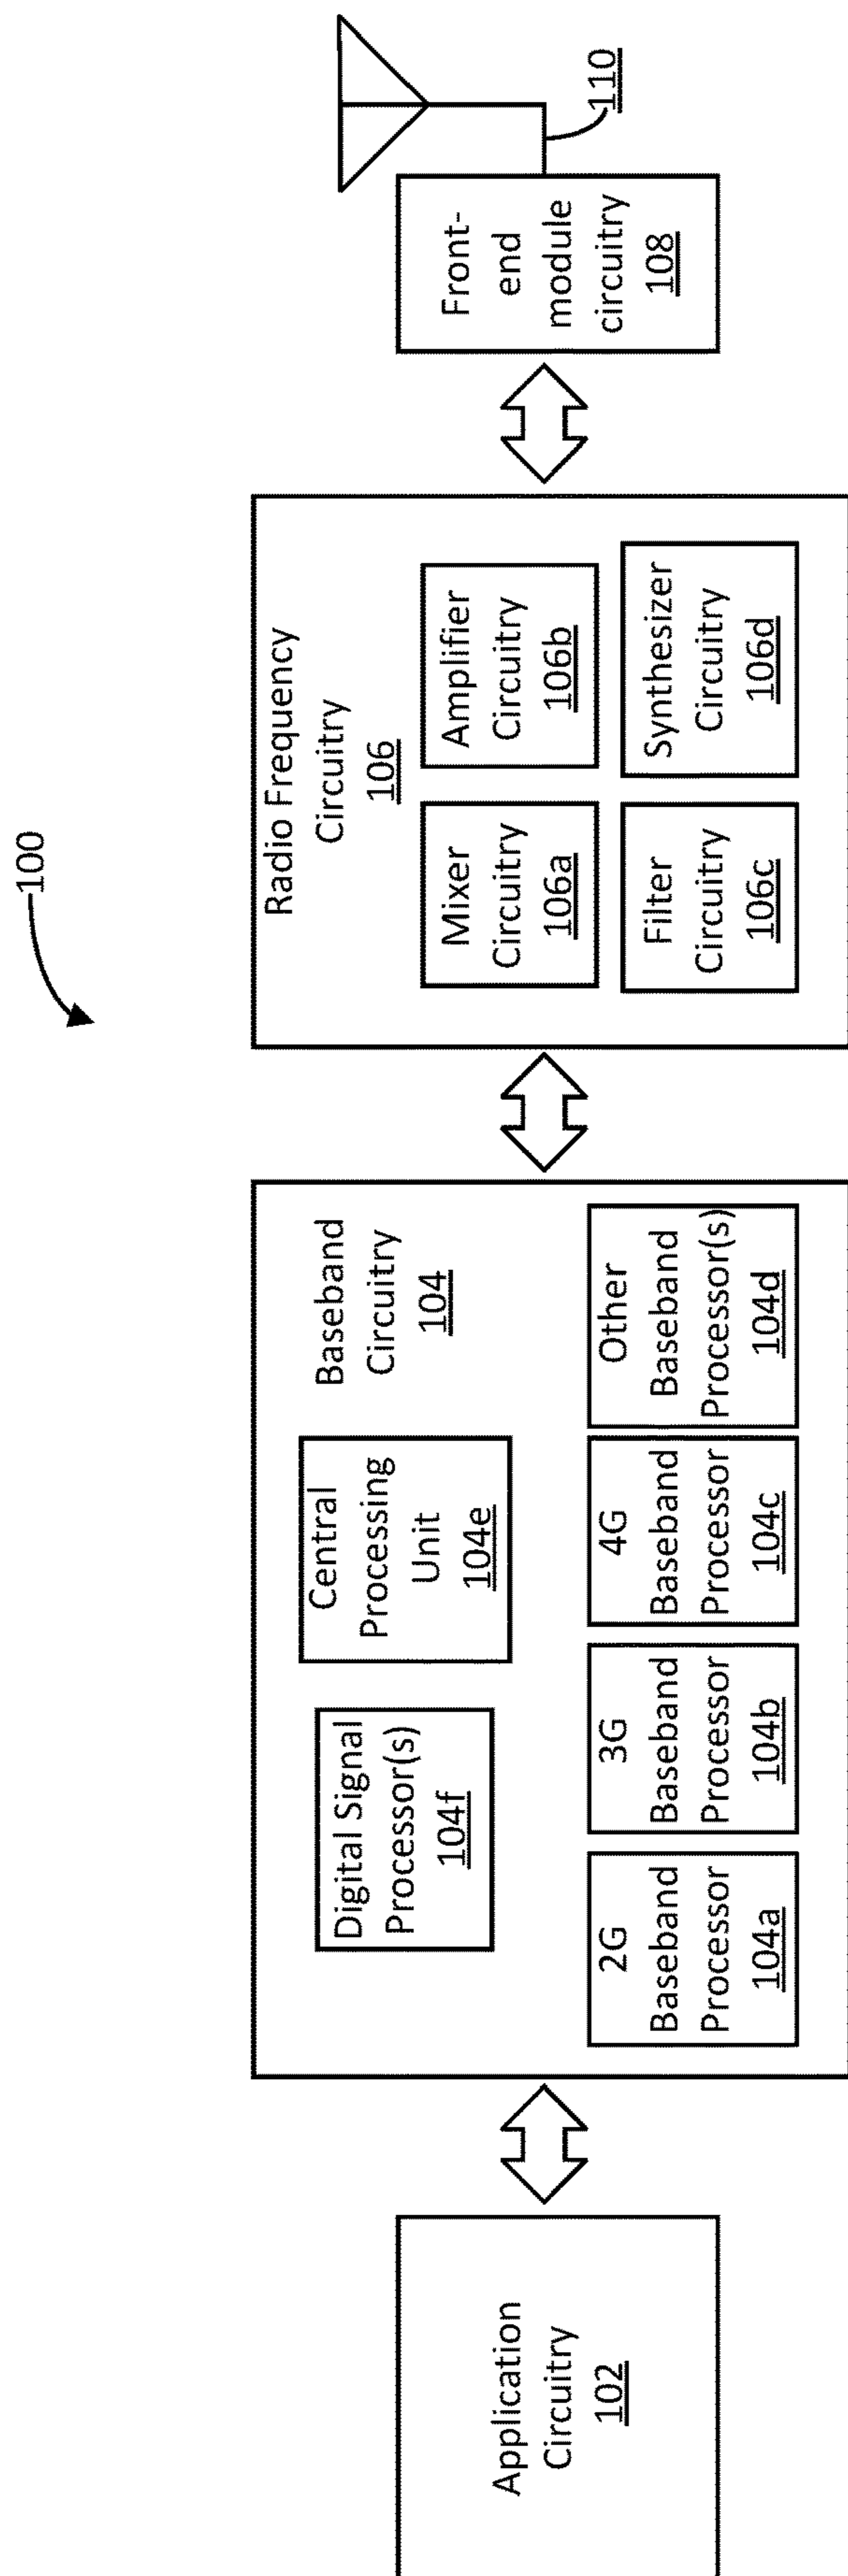 100
Application
Circuitry
102
Baseband
Circuitry
104
Digital Signal
Processor(s)
104f
Central
Processing
Unit
104e
2G
Baseband
Processor
104a
3G
Baseband
Processor
104b
4G
Baseband
Processor
104c
Other
Baseband
Processor(s)
104d
Radio Frequency
Circuitry
106
Mixer
Circuitry
106a
Amplifier
Circuitry
106b
Filter
Circuitry
106c
Synthesizer
Circuitry
106d
Front-
end
module
circuitry
108
110